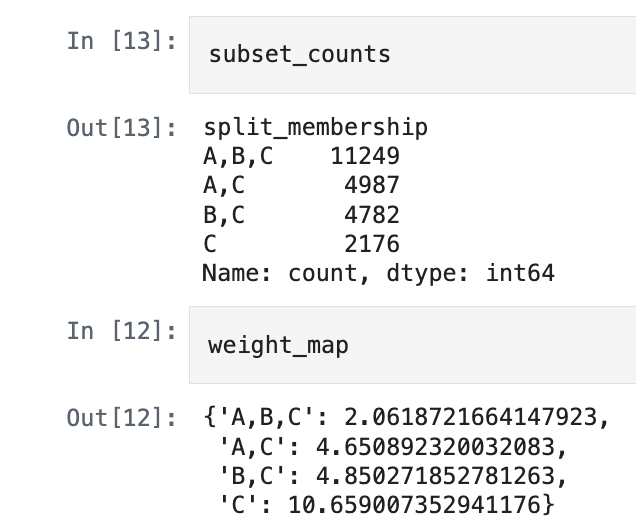 In [13]: subset_counts
Out[13]: split_membership
A,B,C    11249
A,C       4987
B,C       4782
C         2176
Name: count, dtype: int64
In [12]: weight_map
Out[12]: {'A,B,C': 2.0618721664147923,
'A,C': 4.650892320032083,
'B,C': 4.850271852781263,
'C': 10.659007352941176}